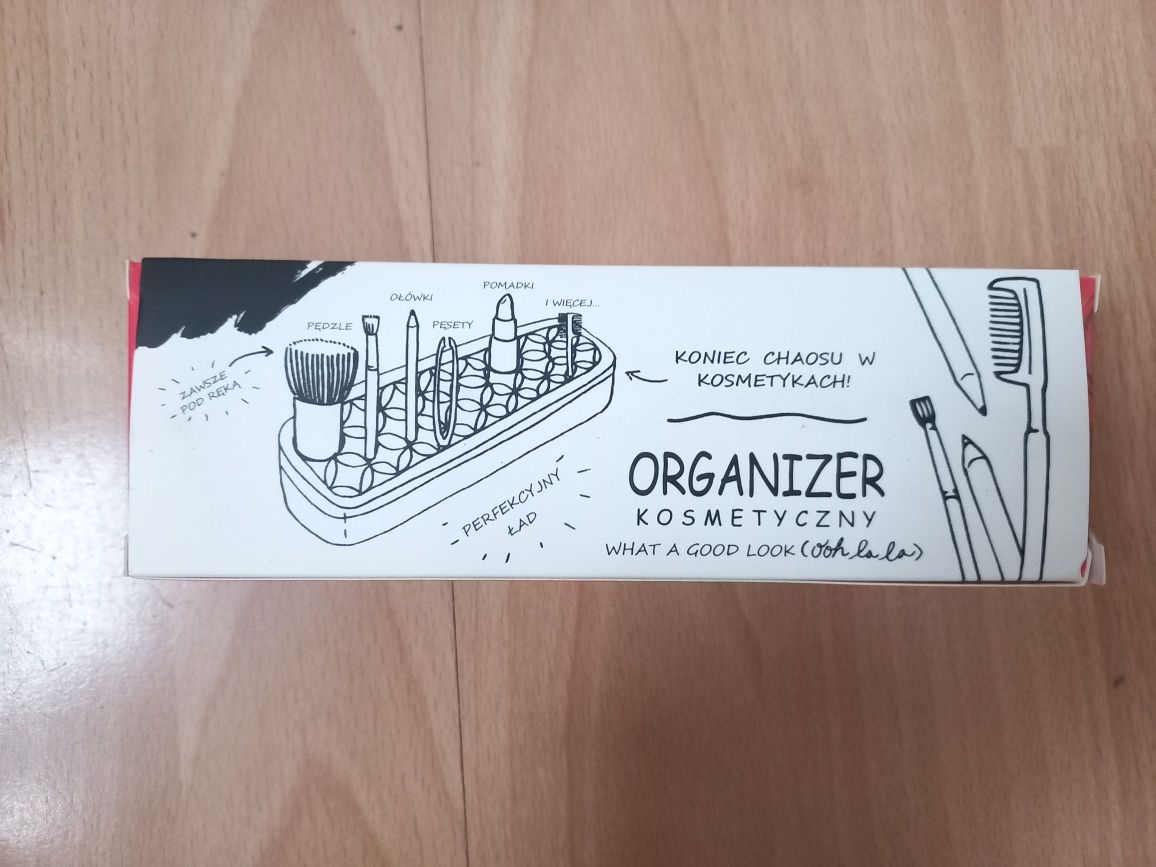 POMADKI
OŁÓWKI
I WIĘCEJ...
PĘDZLE
PĘSETY
ZAWSZE
POD RĘKĄ
KONIEC CHAOSU W
KOSMETYKACH!
PERFEKCYJNY
ŁAD
ORGANIZER
KOSMETYCZNY
WHAT A GOOD LOOK (Ooh la la)